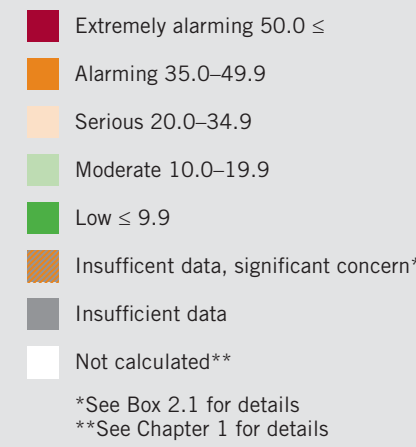 Extremely alarming 50.0 ≤
Alarming 35.0–49.9
Serious 20.0–34.9
Moderate 10.0–19.9
Low ≤ 9.9
Insufficent data, significant concern*
Insufficient data
Not calculated**
*See Box 2.1 for details
**See Chapter 1 for details